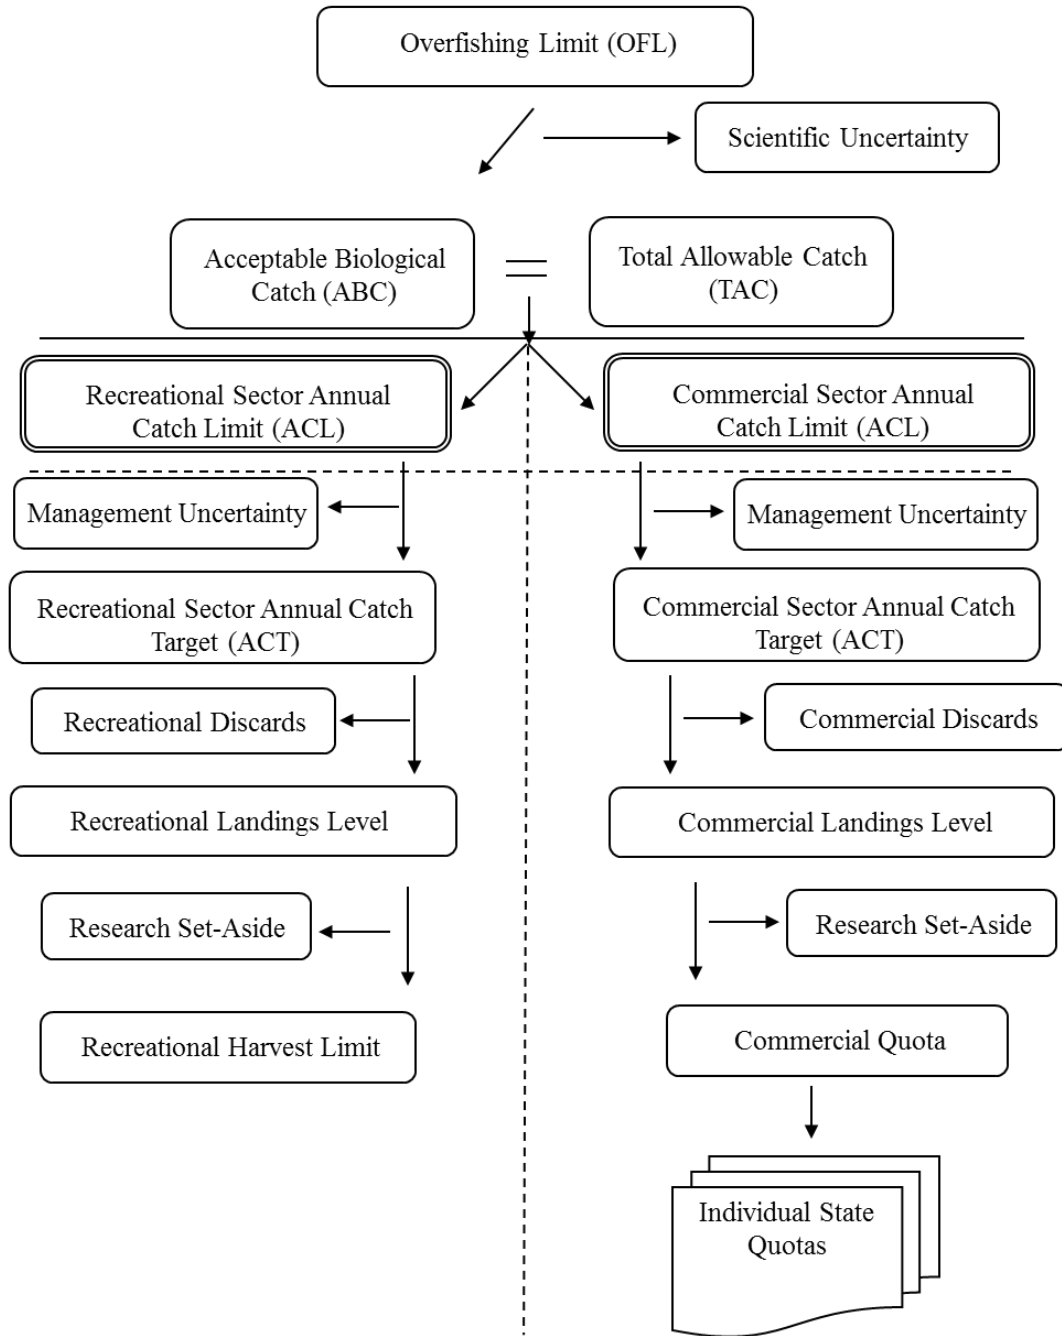 Overfishing Limit (OFL)
Scientific Uncertainty
Acceptable Biological
Catch (ABC)
Total Allowable Catch
(TAC)
Recreational Sector Annual
Catch Limit (ACL)
Commercial Sector Annual
Catch Limit (ACL)
Management Uncertainty
Management Uncertainty
Recreational Sector Annual Catch
Target (ACT)
Commercial Sector Annual Catch
Target (ACT)
Recreational Discards
Commercial Discards
Recreational Landings Level
Commercial Landings Level
Research Set-Aside
Research Set-Aside
Recreational Harvest Limit
Commercial Quota
Individual State
Quotas